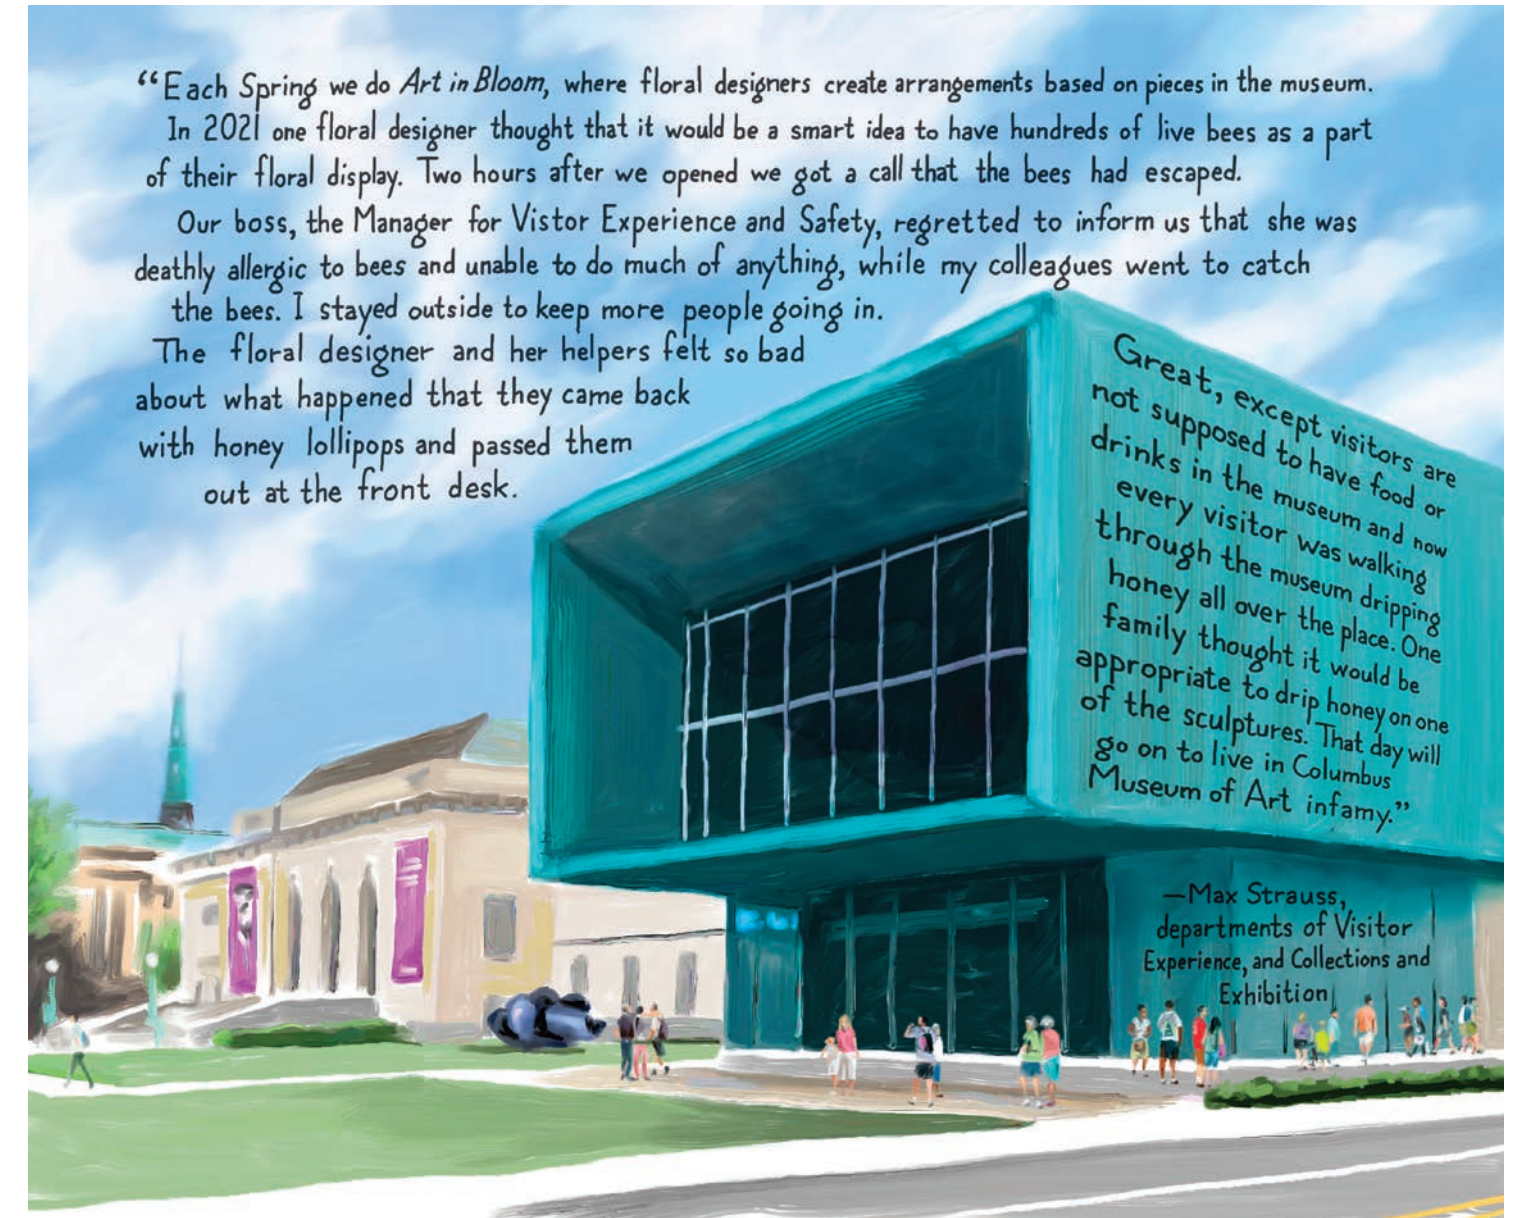 “Each Spring we do Art in Bloom, where floral designers create arrangements based on pieces in the museum.
In 2021 one floral designer thought that it would be a smart idea to have hundreds of live bees as a part
of their floral display. Two hours after we opened we got a call that the bees had escaped.
Our boss, the Manager for Vistor Experience and Safety, regretted to inform us that she was
deathly allergic to bees and unable to do much of anything, while my colleagues went to catch
the bees. I stayed outside to keep more people going in.
The floral designer and her helpers felt so bad
about what happened that they came back
with honey lollipops and passed them
out at the front desk.
Great, except visitors are
not supposed to have food or
drinks in the museum and now
every visitor was walking
through the museum dripping
honey all over the place. One
family thought it would be
appropriate to drip honey on one
of the sculptures. That day will
go on to live in Columbus
Museum of Art infamy.”
—Max Strauss,
departments of Visitor
Experience, and Collections and
Exhibition